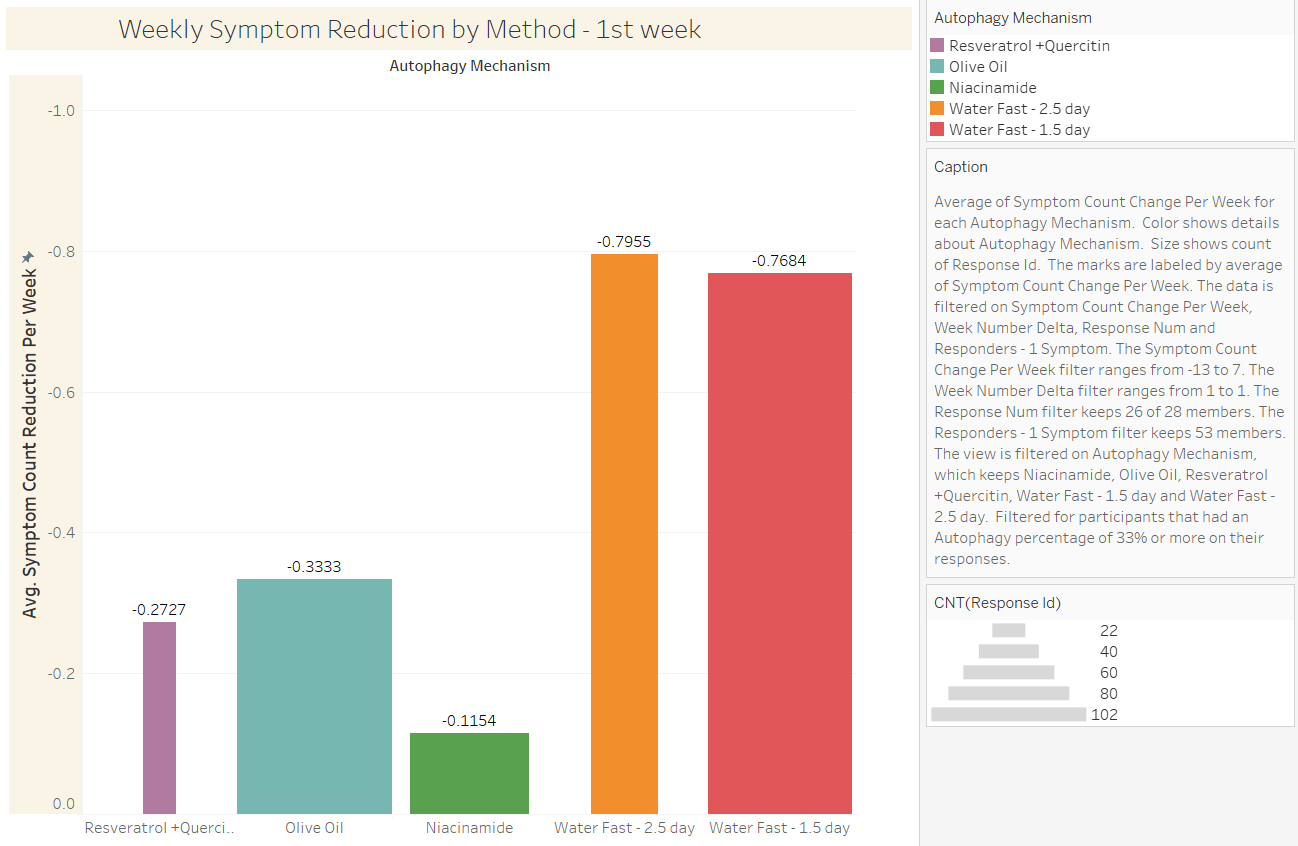 Weekly Symptom Reduction by Method - 1st week
Autophagy Mechanism
Avg. Symptom Count Reduction Per Week
-1.0
-0.8
-0.6
-0.4
-0.2
0.0
-0.2727
-0.3333
-0.1154
-0.7955
-0.7684
Resveratrol +Querci..
Olive Oil
Niacinamide
Water Fast - 2.5 day
Water Fast - 1.5 day
Autophagy Mechanism
Resveratrol +Quercitin
Olive Oil
Niacinamide
Water Fast - 2.5 day
Water Fast - 1.5 day
Caption
Average of Symptom Count Change Per Week for
each Autophagy Mechanism.  Color shows details
about Autophagy Mechanism.  Size shows count
of Response Id.  The marks are labeled by average
of Symptom Count Change Per Week. The data is
filtered on Symptom Count Change Per Week,
Week Number Delta, Response Num and
Responders - 1 Symptom. The Symptom Count
Change Per Week filter ranges from -13 to 7. The
Week Number Delta filter ranges from 1 to 1. The
Response Num filter keeps 26 of 28 members. The
Responders - 1 Symptom filter keeps 53 members.
The view is filtered on Autophagy Mechanism,
which keeps Niacinamide, Olive Oil, Resveratrol
+Quercitin, Water Fast - 1.5 day and Water Fast -
2.5 day.  Filtered for participants that had an
Autophagy percentage of 33% or more on their
responses.
CNT(Response Id)
22
40
60
80
102